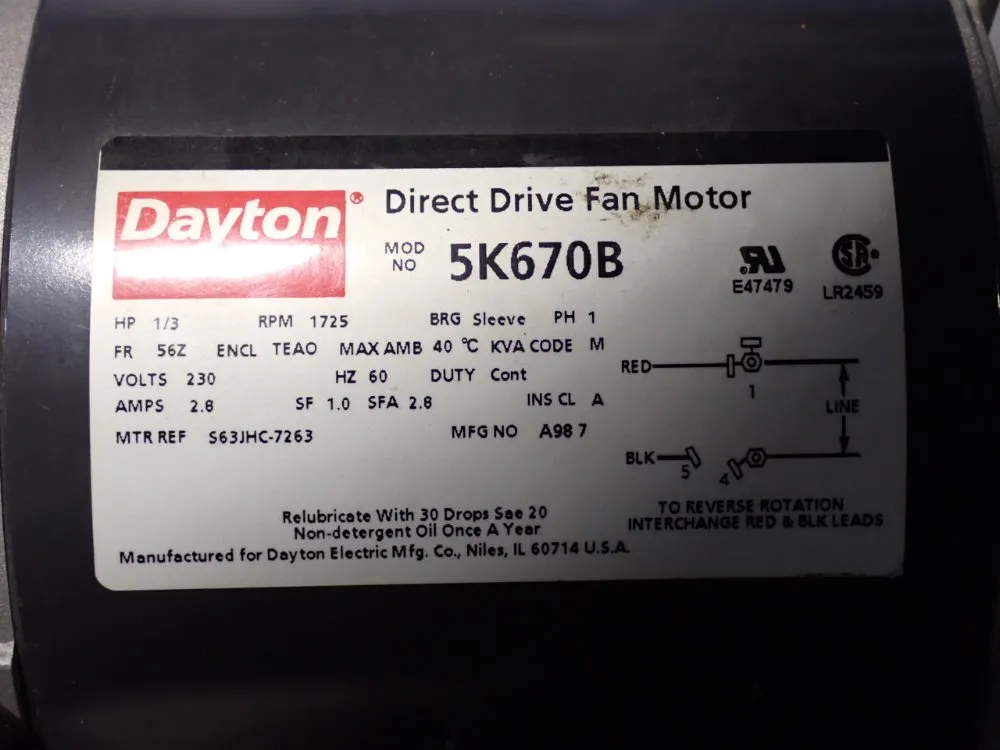 Dayton® Direct Drive Fan Motor
MOD NO 5K670B
E47479
LR2459
HP 1/3 RPM 1725 BRG Sleeve PH 1
FR 56Z ENCL TEAO MAX AMB 40 °C KVA CODE M
VOLTS 230 HZ 60 DUTY Cont
AMPS 2.8 SF 1.0 SFA 2.8 INS CL A
MTR REF S63JHC-7263 MFG NO A98 7
RED
1
LINE
BLK
5
4
TO REVERSE ROTATION
INTERCHANGE RED & BLK LEADS
Relubricate With 30 Drops Sae 20
Non-detergent Oil Once A Year
Manufactured for Dayton Electric Mfg. Co., Niles, IL 60714 U.S.A.